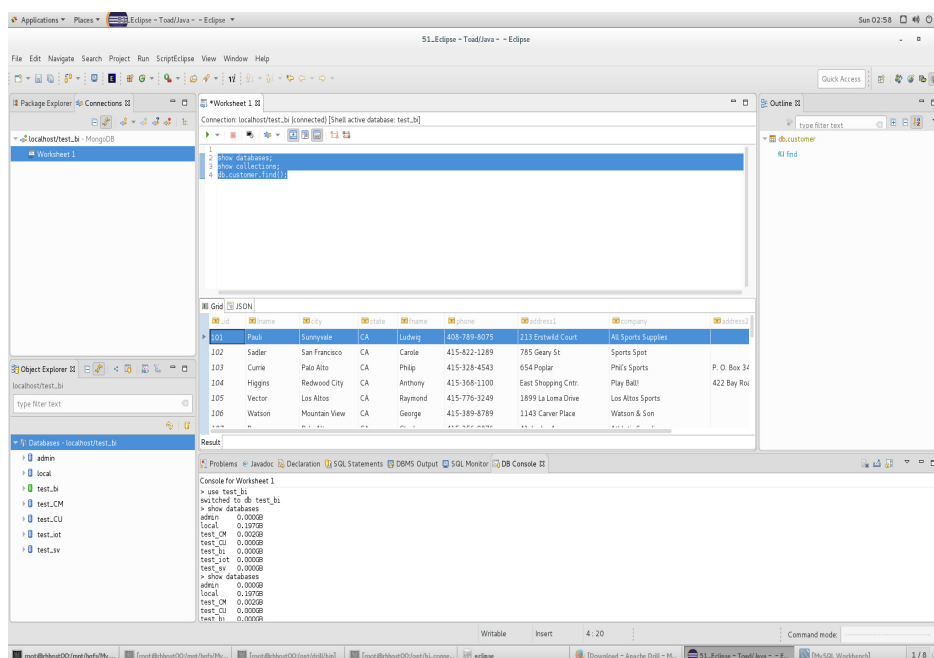 Applications Places 51_Eclipse - Toad/Java - - Eclipse Sun 02:58
51_Eclipse - Toad/Java - - Eclipse
File Edit Navigate Search Project Run ScriptEclipse View Window Help
Quick Access
Package Explorer Connections
localhost/test_bi - MongoDB
Worksheet 1
*Worksheet 1
Connection: localhost/test_bi (connected) [Shell active database: test_bi]
1
2 show databases;
3 show collections;
4 db.customer.find();
Outline
type filter text
db.customer
find
Grid JSON
_id lname city state fname phone address1 company address2
101 Pauli Sunnyvale CA Ludwig 408-789-8075 213 Erstwild Court All Sports Supplies
102 Sadler San Francisco CA Carole 415-822-1289 785 Geary St Sports Spot
103 Currie Palo Alto CA Philip 415-328-4543 654 Poplar Phil's Sports P. O. Box 34
104 Higgins Redwood City CA Anthony 415-368-1100 East Shopping Cntr. Play Ball! 422 Bay Roa
105 Vector Los Altos CA Raymond 415-776-3249 1899 La Loma Drive Los Altos Sports
106 Watson Mountain View CA George 415-389-8789 1143 Carver Place Watson & Son
Result
Object Explorer
localhost/test_bi
type filter text
Databases - localhost/test_bi
admin
local
test_bi
test_CM
test_CU
test_iot
test_sv
Problems Javadoc Declaration SQL Statements DBMS Output SQL Monitor DB Console
Console for Worksheet 1
> use test_bi
switched to db test_bi
> show databases
admin 0.000GB
local 0.197GB
test_CM 0.002GB
test_CU 0.000GB
test_bi 0.000GB
test_iot 0.000GB
test_sv 0.000GB
> show databases
admin 0.000GB
local 0.197GB
test_CM 0.002GB
test_CU 0.000GB
test_bi 0.000GB
Writable Insert 4 : 20 Command mode:
eclipse [Download - Apache Drill - M... 51_Eclipse - Toad/Java - - E... [MySQL Workbench] 1 / 8